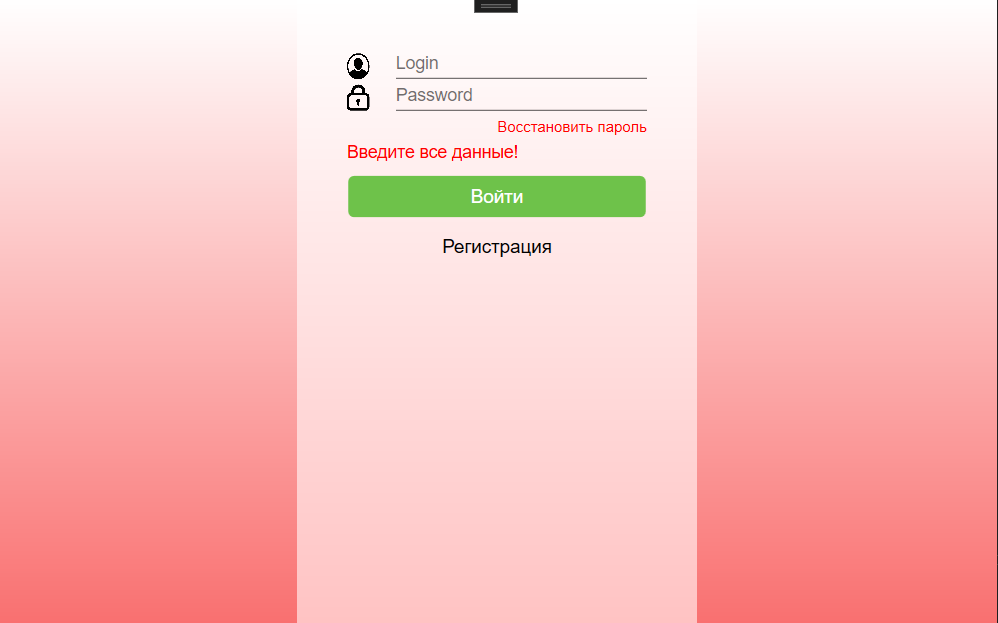 Login
Password
Восстановить пароль
Введите все данные!
Войти
Регистрация